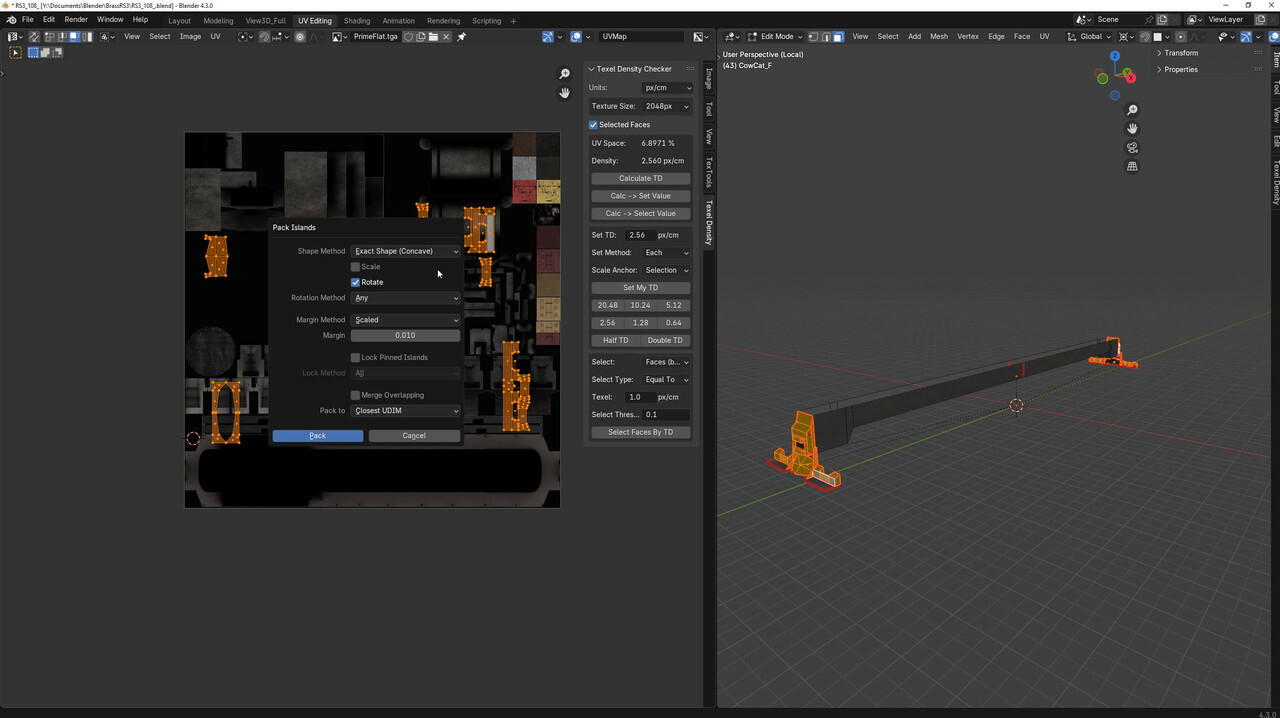 * RS3_108_ [Y:\Documents\Blender\BrassRS3\RS3_108_.blend] - Blender 4.3.0
File Edit Render Window Help Layout Modeling View3D_Full UV Editing Shading Animation Rendering Scripting + Scene ViewLayer
View Select Image UV PrimeFlat.tga UVMap Edit Mode View Select Add Mesh Vertex Edge Face UV Global
User Perspective (Local)
(43) CowCat_F
Transform
Properties
Z
X
Texel Density Checker
Units: px/cm
Texture Size: 2048px
Selected Faces
UV Space: 6.8971 %
Density: 2.560 px/cm
Calculate TD
Calc -> Set Value
Calc -> Select Value
Set TD: 2.56 px/cm
Set Method: Each
Scale Anchor: Selection
Set My TD
20.48 10.24 5.12
2.56 1.28 0.64
Half TD Double TD
Select: Faces (b...
Select Type: Equal To
Texel: 1.0 px/cm
Select Thres... 0.1
Select Faces By TD
Image
Tool
View
TexTools
Texel Density
Item
Tool
View
Edit
Texel Density
Pack Islands
Shape Method Exact Shape (Concave)
Scale
Rotate
Rotation Method Any
Margin Method Scaled
Margin 0.010
Lock Pinned Islands
Lock Method All
Merge Overlapping
Pack to Closest UDIM
Pack Cancel
4.3.0